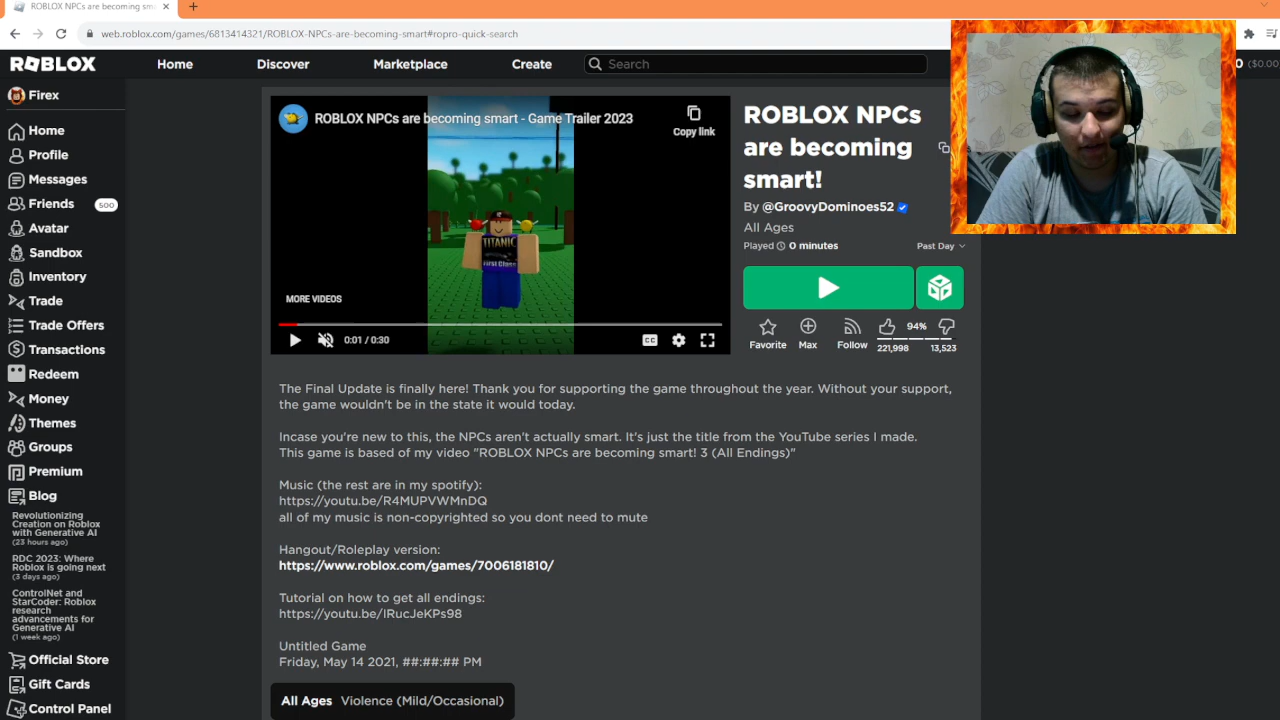 ROBLOX NPCs are becoming sma
web.roblox.com/games/6813414321/ROBLOX-NPCs-are-becoming-smart#ropro-quick-search
ROBLOX
Home
Discover
Marketplace
Create
Search
0 ($0.00
Firex
Home
Profile
Messages
Friends
500
Avatar
Sandbox
Inventory
Trade
Trade Offers
Transactions
Redeem
Money
Themes
Groups
Premium
Blog
Revolutionizing
Creation on Roblox
with Generative AI
(23 hours ago)
RDC 2023: Where
Roblox is going next
(3 days ago)
ControlNet and
StarCoder: Roblox
research
advancements for
Generative AI
(1 week ago)
Official Store
Gift Cards
Control Panel
ROBLOX NPCs are becoming smart - Game Trailer 2023
Copy link
TITANIC
First Class
MORE VIDEOS
0:01 / 0:30
CC
ROBLOX NPCs
are becoming
smart!
By @GroovyDominoes52
All Ages
Played 0 minutes
Past Day
Favorite
Max
Follow
94%
221,998
13,523
The Final Update is finally here! Thank you for supporting the game throughout the year. Without your support,
the game wouldn't be in the state it would today.
Incase you're new to this, the NPCs aren't actually smart. It's just the title from the YouTube series I made.
This game is based of my video "ROBLOX NPCs are becoming smart! 3 (All Endings)"
Music (the rest are in my spotify):
https://youtu.be/R4MUPVWMnDQ
all of my music is non-copyrighted so you dont need to mute
Hangout/Roleplay version:
https://www.roblox.com/games/7006181810/
Tutorial on how to get all endings:
https://youtu.be/lRucJeKPs98
Untitled Game
Friday, May 14 2021, ##:##:## PM
All Ages Violence (Mild/Occasional)